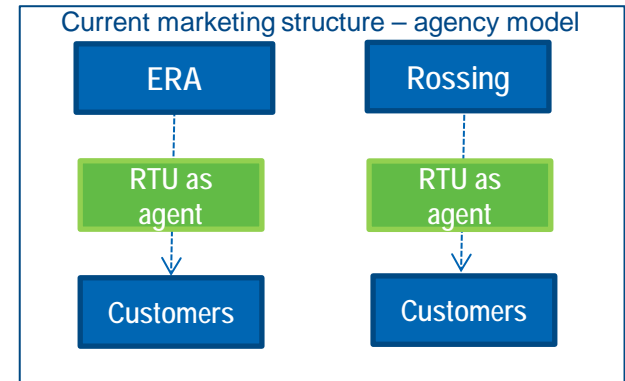 Current marketing structure – agency model
ERA
Rossing
RTU as
agent
RTU as
agent
Customers
Customers